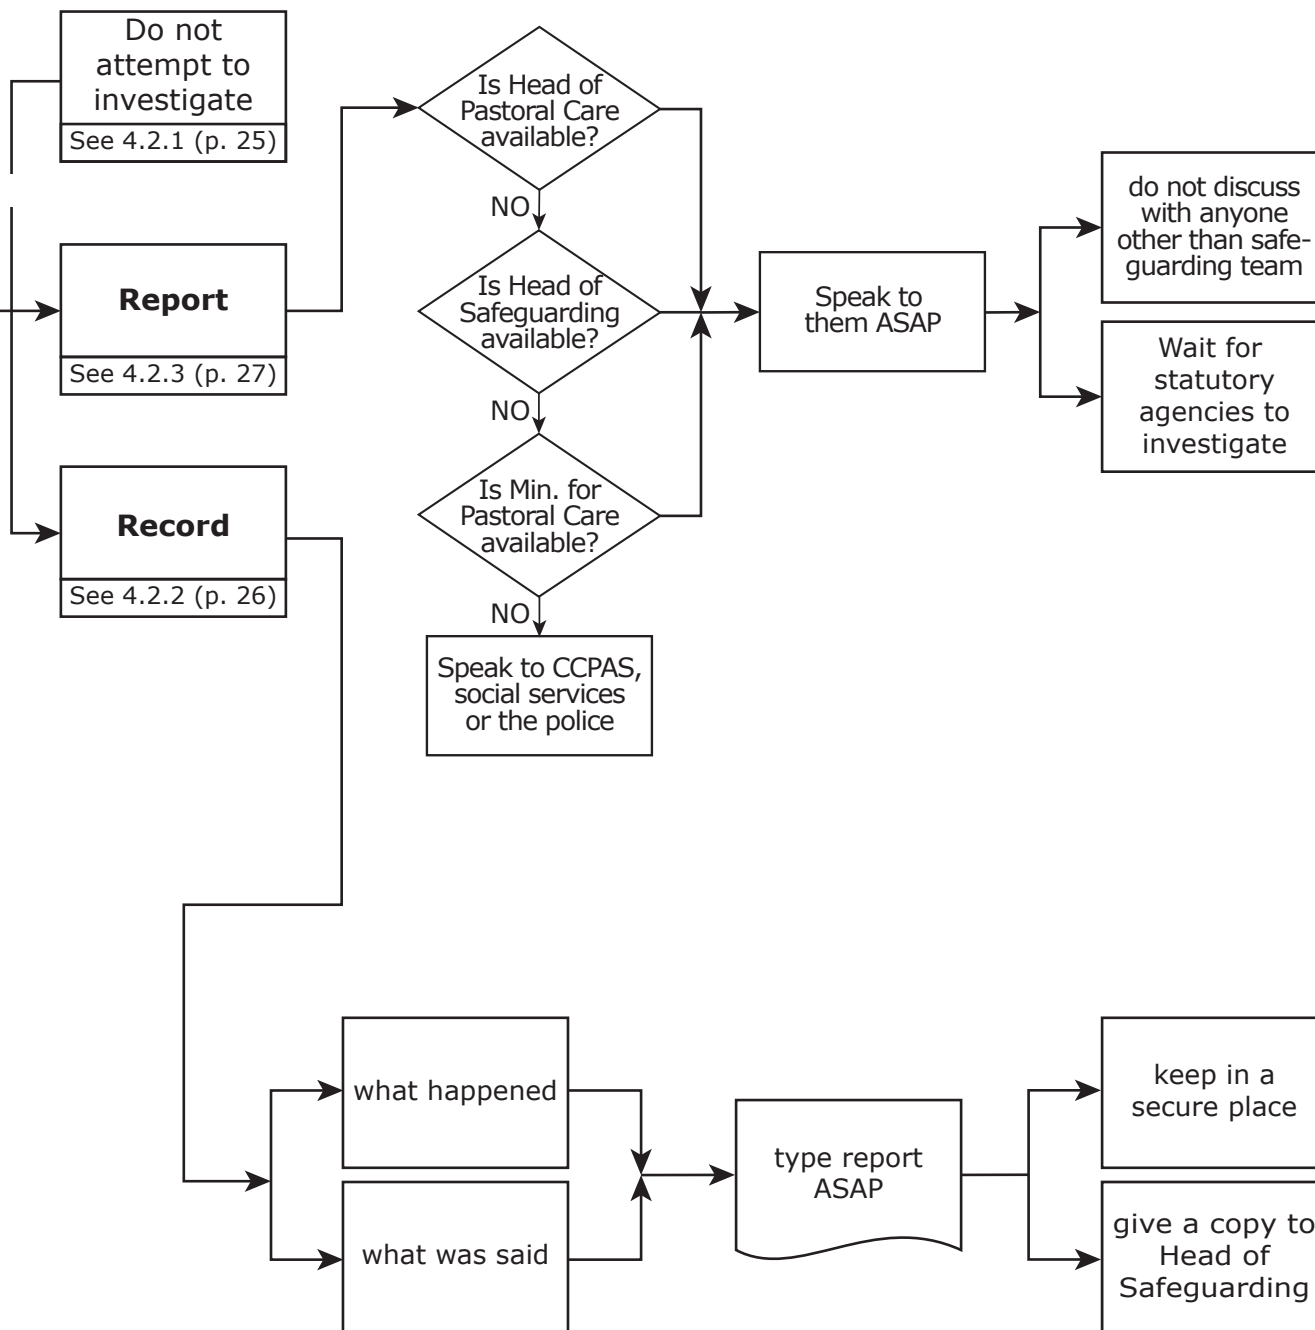 Do not
attempt to
investigate
See 4.2.1 (p. 25)
Report
See 4.2.3 (p. 27)
Record
See 4.2.2 (p. 26)
Is Head of
Pastoral Care
available?
NO
Is Head of
Safeguarding
available?
NO
Is Min. for
Pastoral Care
available?
NO
Speak to CCPAS,
social services
or the police
Speak to
them ASAP
do not discuss
with anyone
other than safe-
guarding team
Wait for
statutory
agencies to
investigate
what happened
what was said
type report
ASAP
keep in a
secure place
give a copy to
Head of
Safeguarding